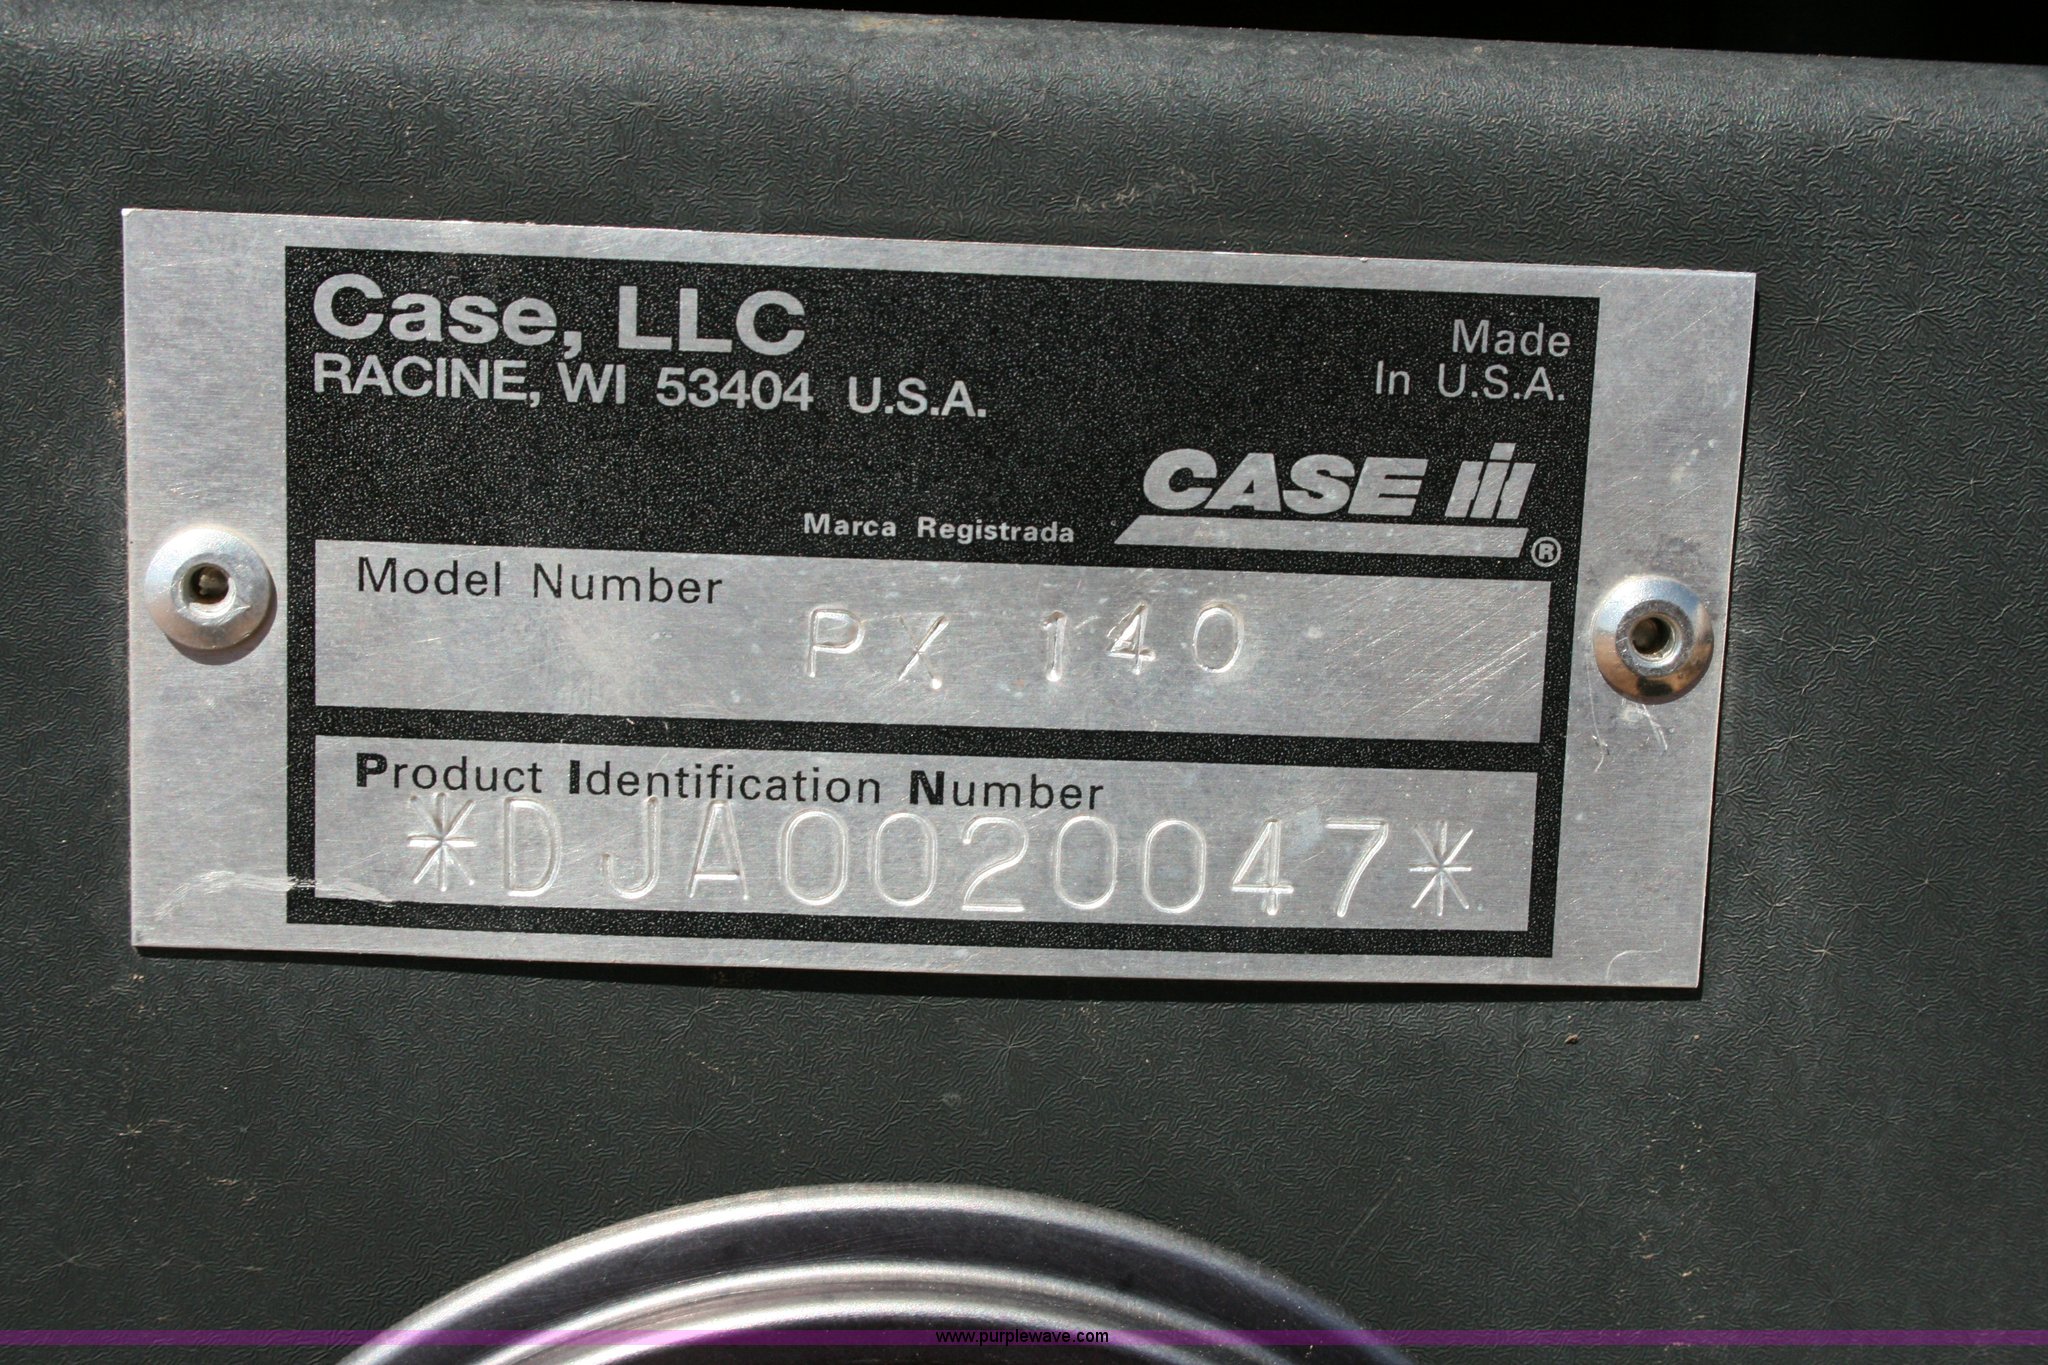 Case, LLC
RACINE, WI 53404 U.S.A.
Made
In U.S.A.
CASE IH
Marca Registrada ®
Model Number
PX 140
Product Identification Number
*DJA0020047*
www.purplewave.com